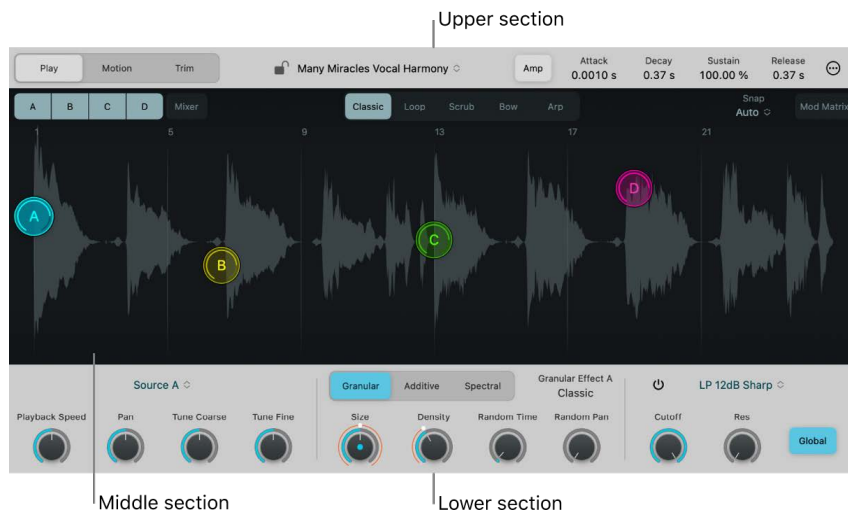 Upper section
Play Motion Trim Many Miracles Vocal Harmony Amp Attack Decay Sustain Release
0.0010 s 0.37 s 100.00 % 0.37 s
A B C D Mixer Classic Loop Scrub Bow Arp Snap Mod Matrix
Auto
1 5 9 13 17 21
D
A
C
B
Source A Granular Additive Spectral Granular Effect A LP 12dB Sharp
Classic
Playback Speed Pan Tune Coarse Tune Fine Size Density Random Time Random Pan Cutoff Res
Global
Middle section Lower section